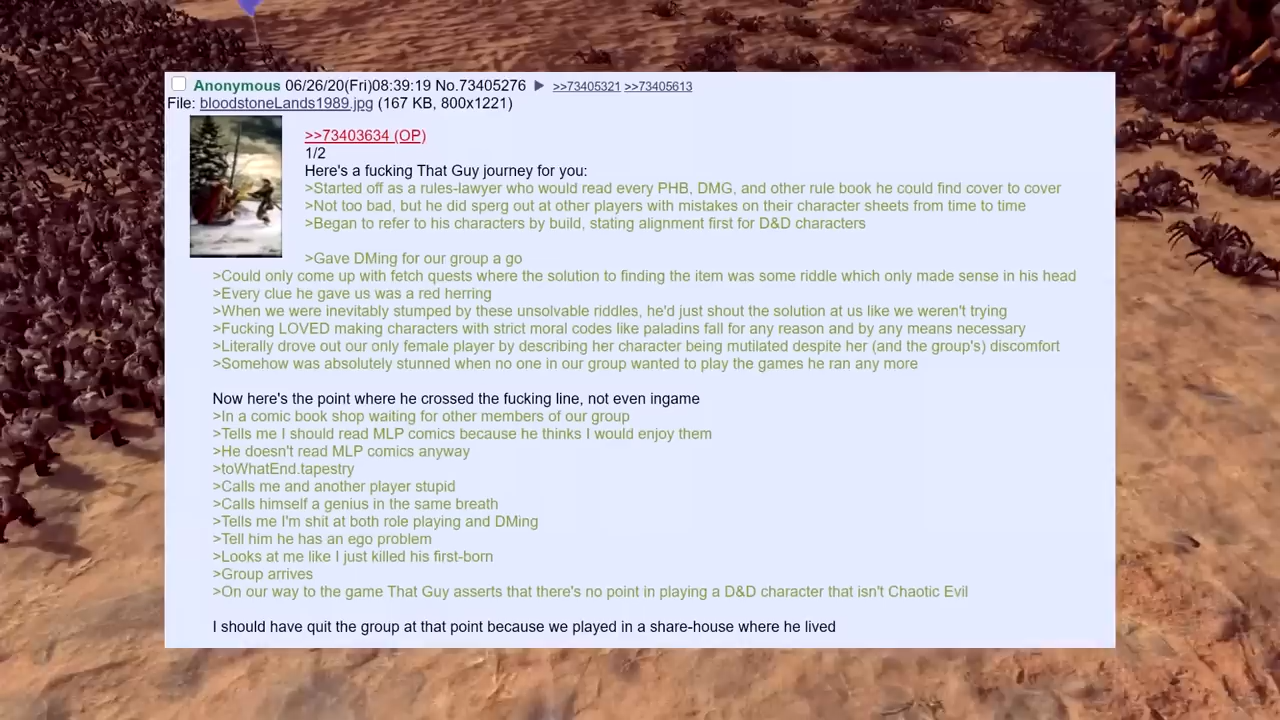 Anonymous 06/26/20(Fri)08:39:19 No.73405276 ▶ >>73405321 >>73405613
File: bloodstoneLands1989.jpg (167 KB, 800x1221)
>>73403634 (OP)
1/2
Here's a fucking That Guy journey for you:
>Started off as a rules-lawyer who would read every PHB, DMG, and other rule book he could find cover to cover
>Not too bad, but he did sperg out at other players with mistakes on their character sheets from time to time
>Began to refer to his characters by build, stating alignment first for D&D characters
>Gave DMing for our group a go
>Could only come up with fetch quests where the solution to finding the item was some riddle which only made sense in his head
>Every clue he gave us was a red herring
>When we were inevitably stumped by these unsolvable riddles, he'd just shout the solution at us like we weren't trying
>Fucking LOVED making characters with strict moral codes like paladins fall for any reason and by any means necessary
>Literally drove out our only female player by describing her character being mutilated despite her (and the group's) discomfort
>Somehow was absolutely stunned when no one in our group wanted to play the games he ran any more
Now here's the point where he crossed the fucking line, not even ingame
>In a comic book shop waiting for other members of our group
>Tells me I should read MLP comics because he thinks I would enjoy them
>He doesn't read MLP comics anyway
>toWhatEnd.tapestry
>Calls me and another player stupid
>Calls himself a genius in the same breath
>Tells me I'm shit at both role playing and DMing
>Tell him he has an ego problem
>Looks at me like I just killed his first-born
>Group arrives
>On our way to the game That Guy asserts that there's no point in playing a D&D character that isn't Chaotic Evil
I should have quit the group at that point because we played in a share-house where he lived